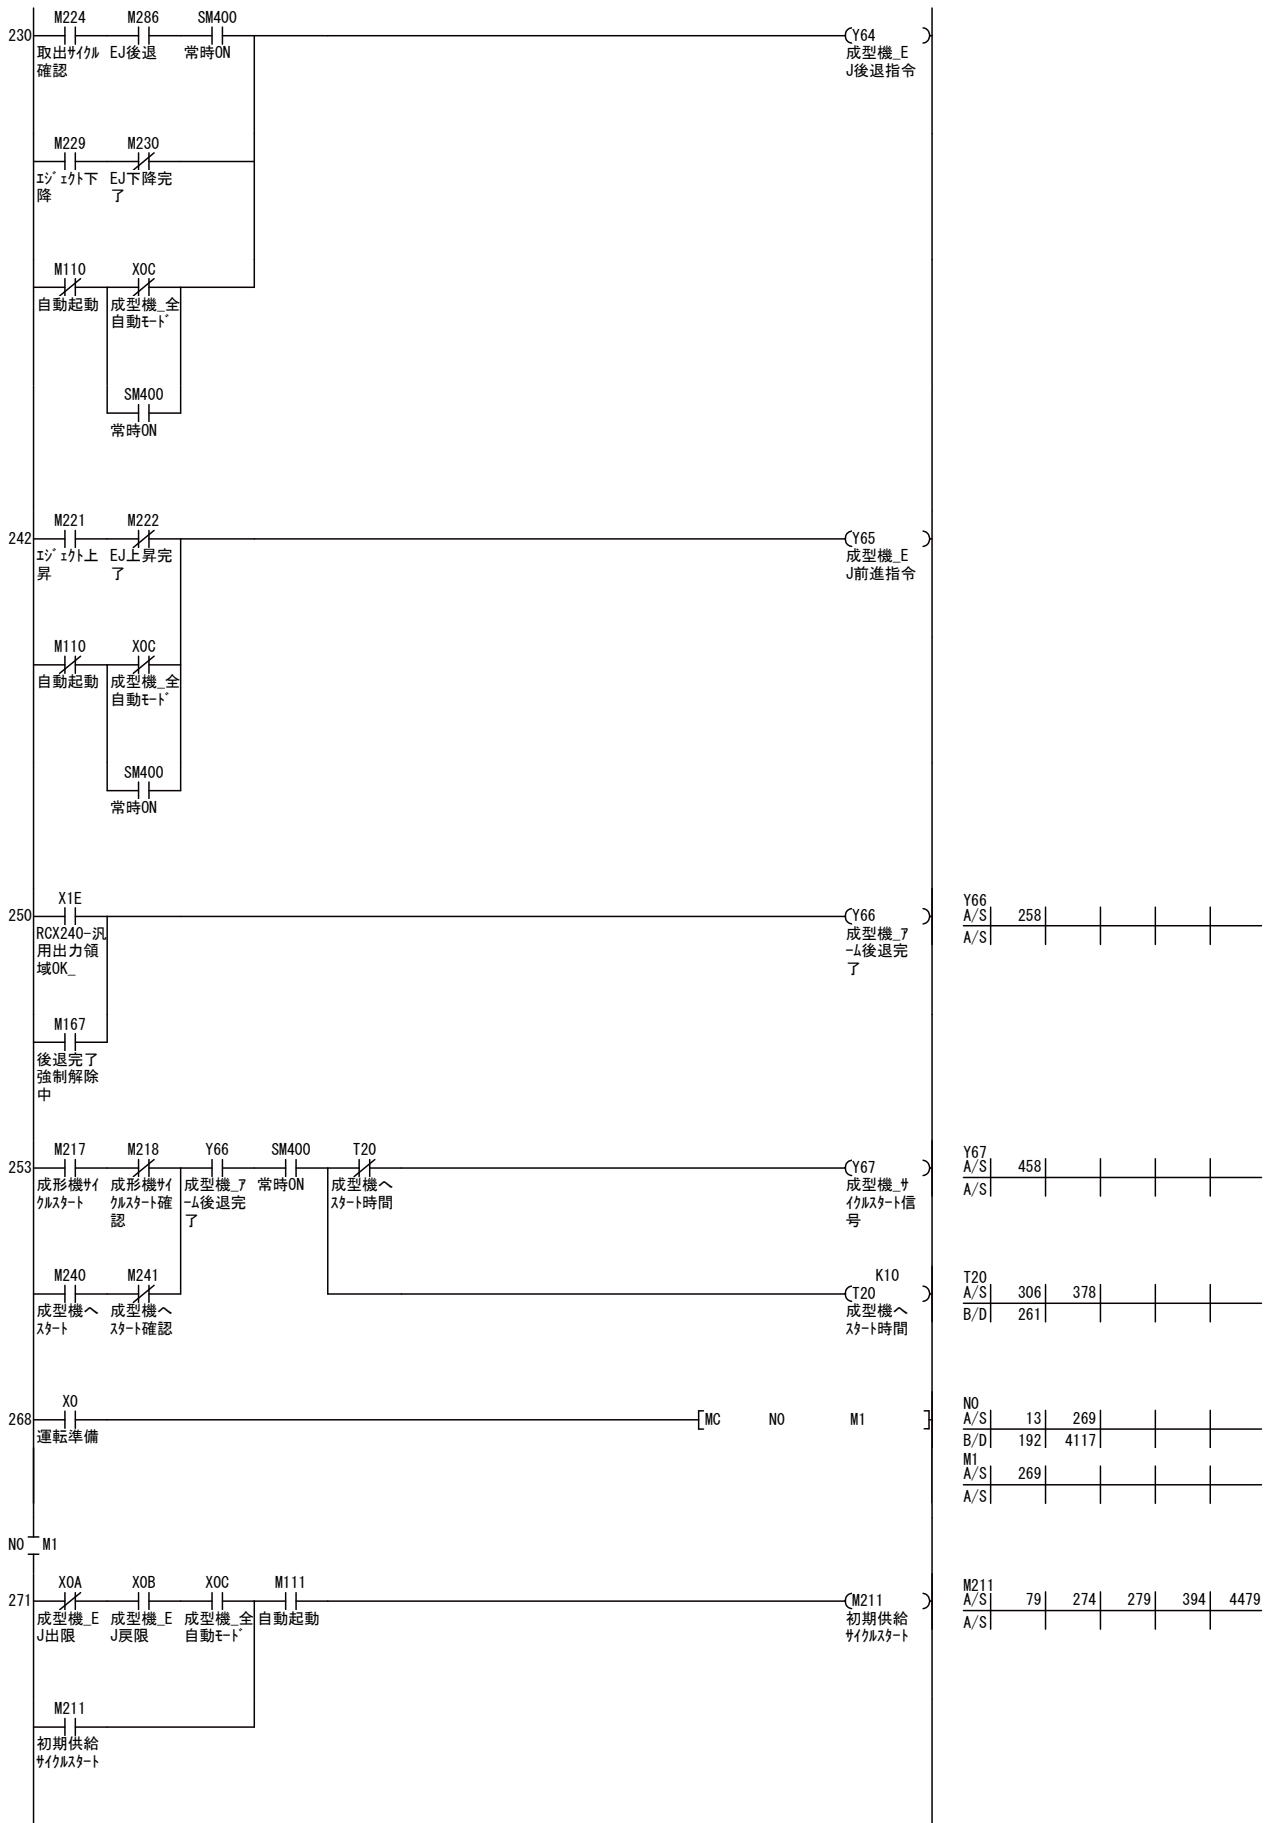 M224 M286 SM400
230 (Y64 )
取出ｻｲｸﾙ EJ後退 常時ON 成型機_E
確認 J後退指令
M229 M230
ｴｼﾞｪｸﾄ下 EJ下降完
降 了
M110 X0C
自動起動 成型機_全
自動ﾓｰﾄﾞ
SM400
常時ON
M221 M222
242 (Y65 )
ｴｼﾞｪｸﾄ上 EJ上昇完 成型機_E
昇 了 J前進指令
M110 X0C
自動起動 成型機_全
自動ﾓｰﾄﾞ
SM400
常時ON
X1E Y66
250 (Y66 ) A/S 258
RCX240-汎 成型機_ｱ A/S
用出力領 ｰﾑ後退完
域OK_ 了
M167
後退完了
強制解除
中
M217 M218 Y66 SM400 T20 Y67
253 (Y67 ) A/S 458
成形機ｻｲ 成形機ｻｲ 成型機_ｱ 常時ON 成型機へ 成型機_ｻ A/S
ｸﾙｽﾀｰﾄ ｸﾙｽﾀｰﾄ確 ｰﾑ後退完 ｽﾀｰﾄ時間 ｲｸﾙｽﾀｰﾄ信
認 了 号
M240 M241 K10 T20
(T20 ) A/S 306 378
成型機へ 成型機へ 成型機へ B/D 261
ｽﾀｰﾄ ｽﾀｰﾄ確認 ｽﾀｰﾄ時間
X0 N0
268 [MC N0 M1 ] A/S 13 269
運転準備 B/D 192 4117
M1
A/S 269
A/S
N0 M1
X0A X0B X0C M111 M211
271 (M211 ) A/S 79 274 279 394 4479
成型機_E 成型機_E 成型機_全 自動起動 初期供給 A/S
J出限 J戻限 自動ﾓｰﾄﾞ ｻｲｸﾙｽﾀｰﾄ
M211
初期供給
ｻｲｸﾙｽﾀｰﾄ